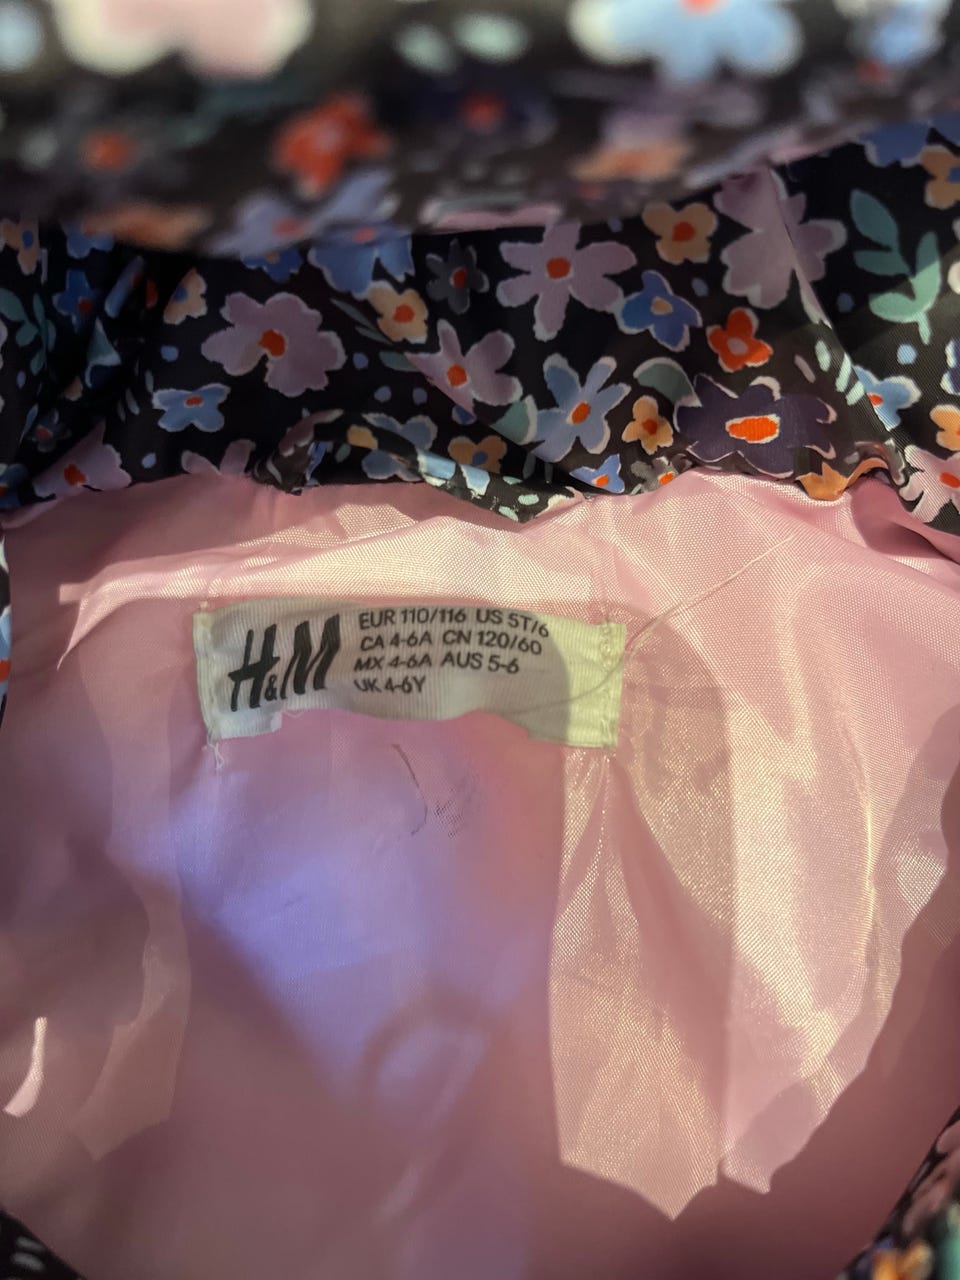 H&M
EUR 110/116 US 5T/6
CA 4-6A CN 120/60
MX 4-6A AUS 5-6
UK 4-6Y